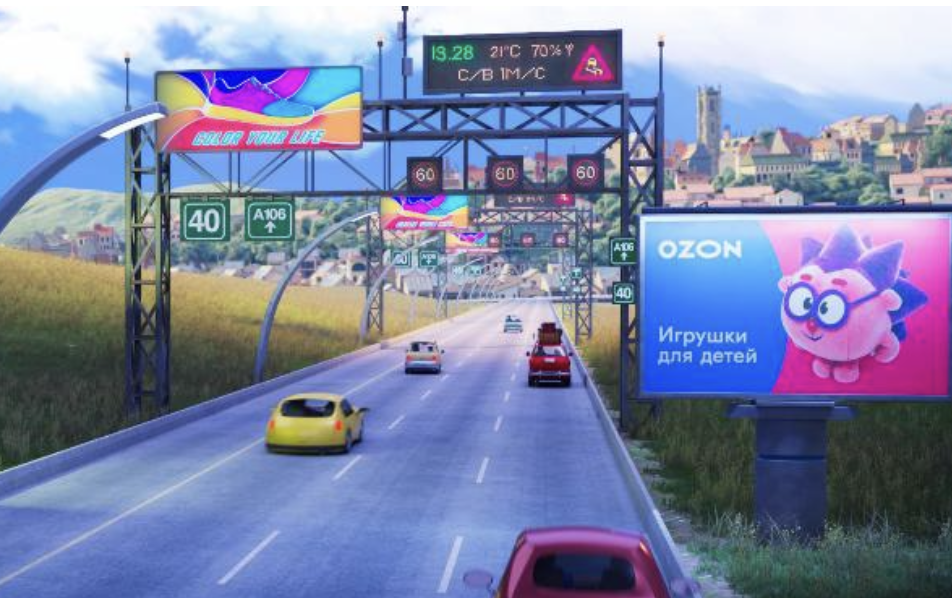 13.28 21°C 70%
С/В 1М/С
COLOR YOUR LIFE
60 60 60
40 A106
A106
40
OZON
Игрушки
для детей